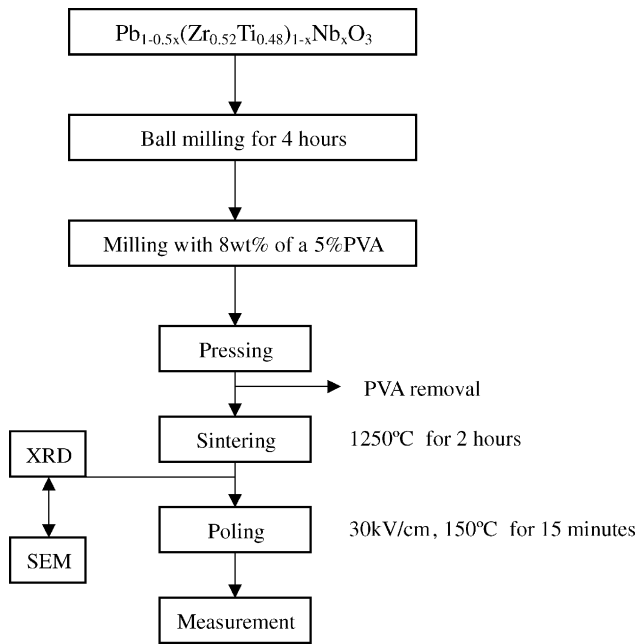 Pb₁₋₀.₅ₓ(Zr₀.₅₂Ti₀.₄₈)₁₋ₓNbₓO₃
Ball milling for 4 hours
Milling with 8wt% of a 5%PVA
Pressing
PVA removal
Sintering
1250ºC for 2 hours
XRD
Poling
30kV/cm, 150ºC for 15 minutes
SEM
Measurement